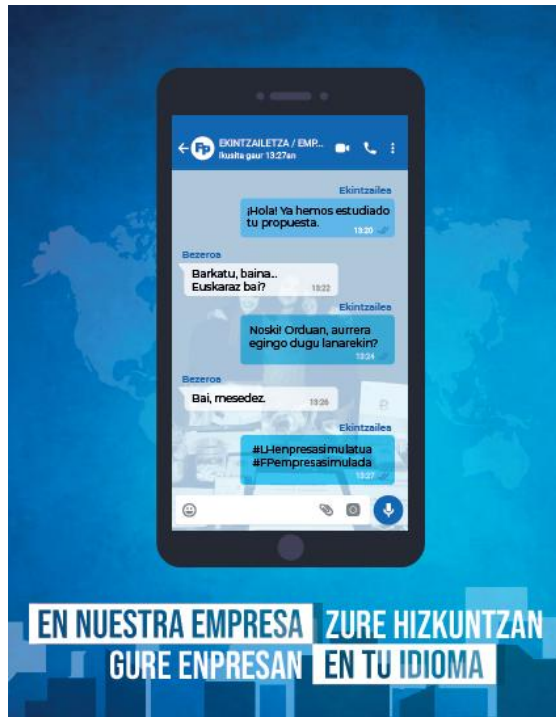 Fp
EKINTZAILETZA / EMP...
Ikusita gaur 13:27an
Ekintzailea
¡Hola! Ya hemos estudiado
tu propuesta.
13:20
Bezeroa
Barkatu, baina...
Euskaraz bai?
13:22
Ekintzailea
Noski! Orduan, aurrera
egingo dugu lanarekin?
13:24
Bezeroa
Bai, mesedez.
13:26
Ekintzailea
#LHenpresasimulatua
#FPempresasimulada
13:27
EN NUESTRA EMPRESA ZURE HIZKUNTZAN
GURE ENPRESAN EN TU IDIOMA